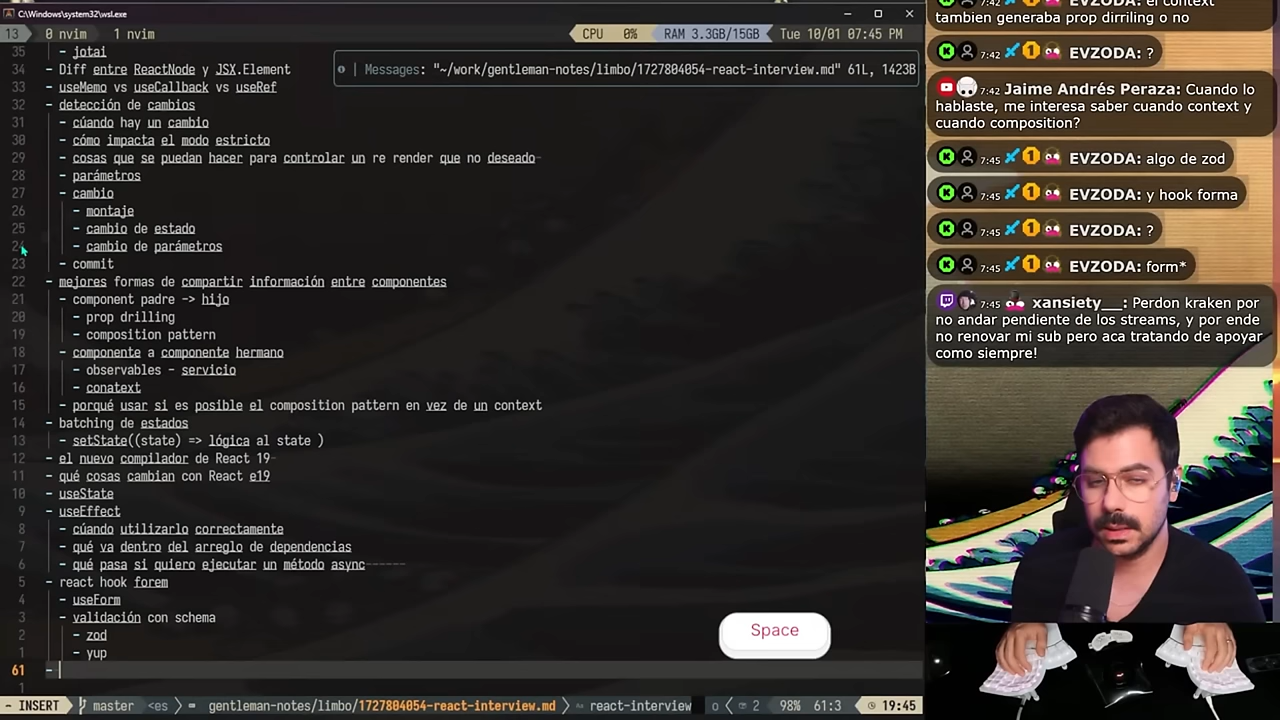 C:\Windows\system32\wsl.exe
13 0 nvim 1 nvim CPU 0% RAM 3.3GB/15GB Tue 10/01 07:45 PM
Messages: "~/work/gentleman-notes/limbo/1727804054-react-interview.md" 61L, 1423B
35 - jotai
34 - Diff entre ReactNode y JSX.Element
33 - useMemo vs useCallback vs useRef
32 - detección de cambios
31 - cúando hay un cambio
30 - cómo impacta el modo estricto
29 - cosas que se puedan hacer para controlar un re render que no deseado-
28 - parámetros
27 - cambio
26 - montaje
25 - cambio de estado
24 - cambio de parámetros
23 - commit
22 - mejores formas de compartir información entre componentes
21 - component padre -> hijo
20 - prop drilling
19 - composition pattern
18 - componente a componente hermano
17 - observables - servicio
16 - conatext
15 - porqué usar si es posible el composition pattern en vez de un context
14 - batching de estados
13 - setState((state) => lógica al state )
12 - el nuevo compilador de React 19-
11 - qué cosas cambian con React e19
10 - useState
9 - useEffect
8 - cúando utilizarlo correctamente
7 - qué va dentro del arreglo de dependencias
6 - qué pasa si quiero ejecutar un método async------
5 - react hook forem
4 - useForm
3 - validación con schema
2 - zod
1 - yup
61 -
1
- INSERT master <es> gentleman-notes/limbo/1727804054-react-interview.md react-interview 2 98% 61:3 19:45
Space
7:42 EVZODA: el context
tambien generaba prop dirriling o no
7:42 EVZODA: ?
7:42 Jaime Andrés Peraza: Cuando lo
hablaste, me interesa saber cuando context y
cuando composition?
7:45 EVZODA: algo de zod
7:45 EVZODA: y hook forma
7:45 EVZODA: ?
7:45 EVZODA: form*
7:45 xansiety__: Perdon kraken por
no andar pendiente de los streams, y por ende
no renovar mi sub pero aca tratando de apoyar
como siempre!